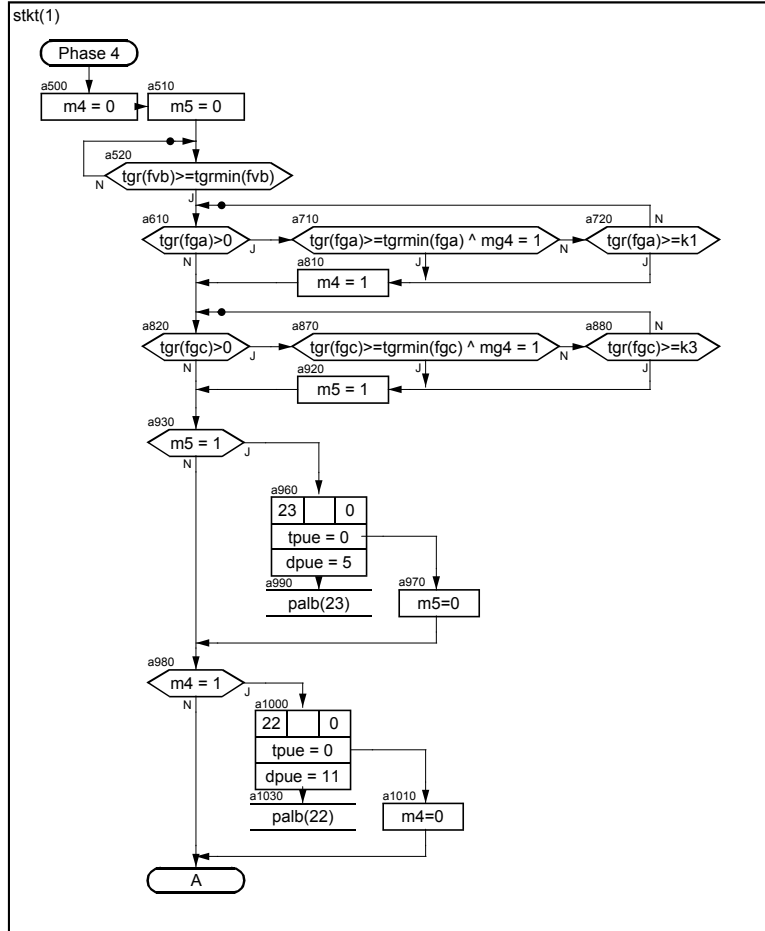 stkt(1)
Phase 4
a500
m4 = 0
a510
m5 = 0
a520
tgr(fvb)>=tgrmin(fvb)
N
J
a610
tgr(fga)>0
J
N
a710
tgr(fga)>=tgrmin(fga) ^ mg4 = 1
N
J
a720
N
tgr(fga)>=k1
J
a810
m4 = 1
a820
tgr(fgc)>0
J
N
a870
tgr(fgc)>=tgrmin(fgc) ^ mg4 = 1
N
J
a880
N
tgr(fgc)>=k3
J
a920
m5 = 1
a930
m5 = 1
J
N
a960
23 0
tpue = 0
dpue = 5
a990
palb(23)
a970
m5=0
a980
m4 = 1
J
N
a1000
22 0
tpue = 0
dpue = 11
a1030
palb(22)
a1010
m4=0
A